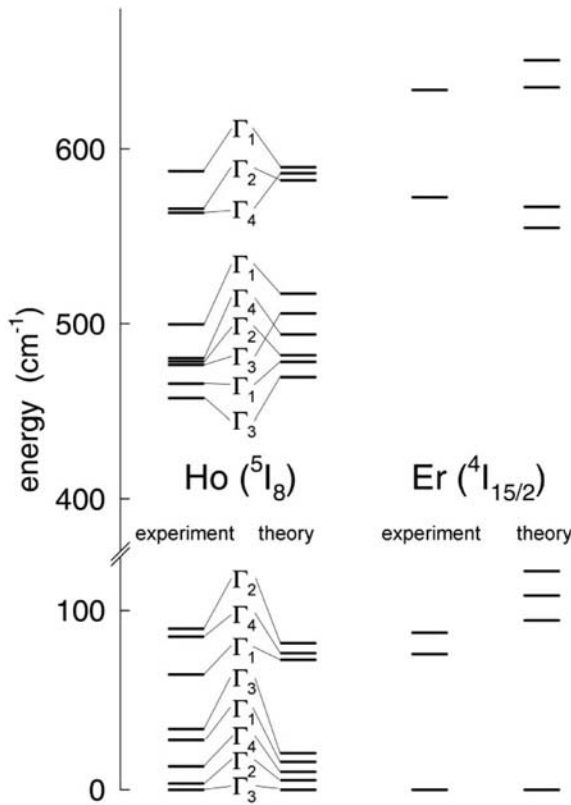 600
500
400
100
0
energy (cm⁻¹)
Γ₁
Γ₂
Γ₄
Γ₁
Γ₄
Γ₂
Γ₃
Γ₁
Γ₃
Ho (⁵I₈)
Er (⁴I₁₅/₂)
experiment theory
experiment theory
Γ₂
Γ₄
Γ₁
Γ₃
Γ₁
Γ₄
Γ₂
Γ₃